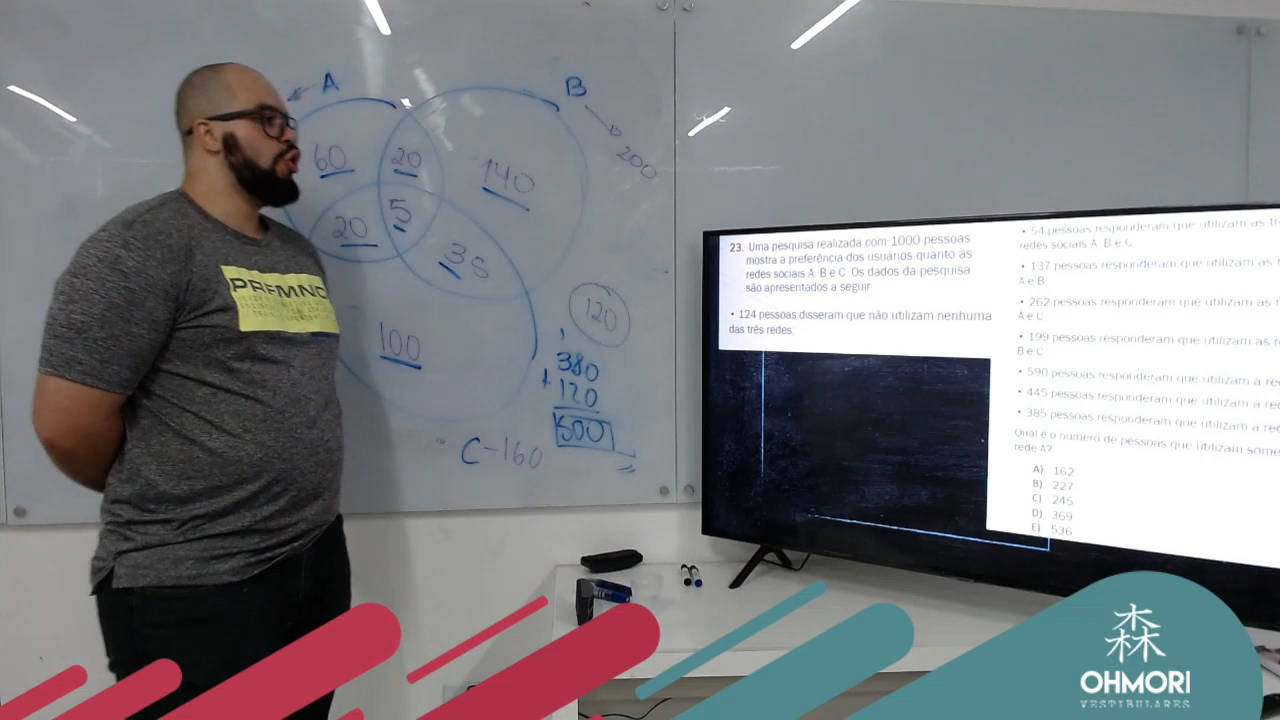 A
B
200
60
20
140
5
20
35
100
120
380
+ 120
500
C-160
23. Uma pesquisa realizada com 1000 pessoas
mostra a preferência dos usuários quanto às
redes sociais A, B e C. Os dados da pesquisa
são apresentados a seguir
• 124 pessoas disseram que não utilizam nenhuma
das três redes;
• 54 pessoas responderam que utilizam as
redes sociais A, B e C
• 137 pessoas responderam que utilizam as
A e B
• 262 pessoas responderam que utilizam as
A e C
• 199 pessoas responderam que utilizam as
B e C
• 590 pessoas responderam que utilizam a
• 445 pessoas responderam que utilizam a
• 385 pessoas responderam que utilizam a
Qual é o número de pessoas que utilizam
rede A?
A) 162
B) 227
C) 245
D) 369
E) 536
森
OHMORI
VESTIBULARES